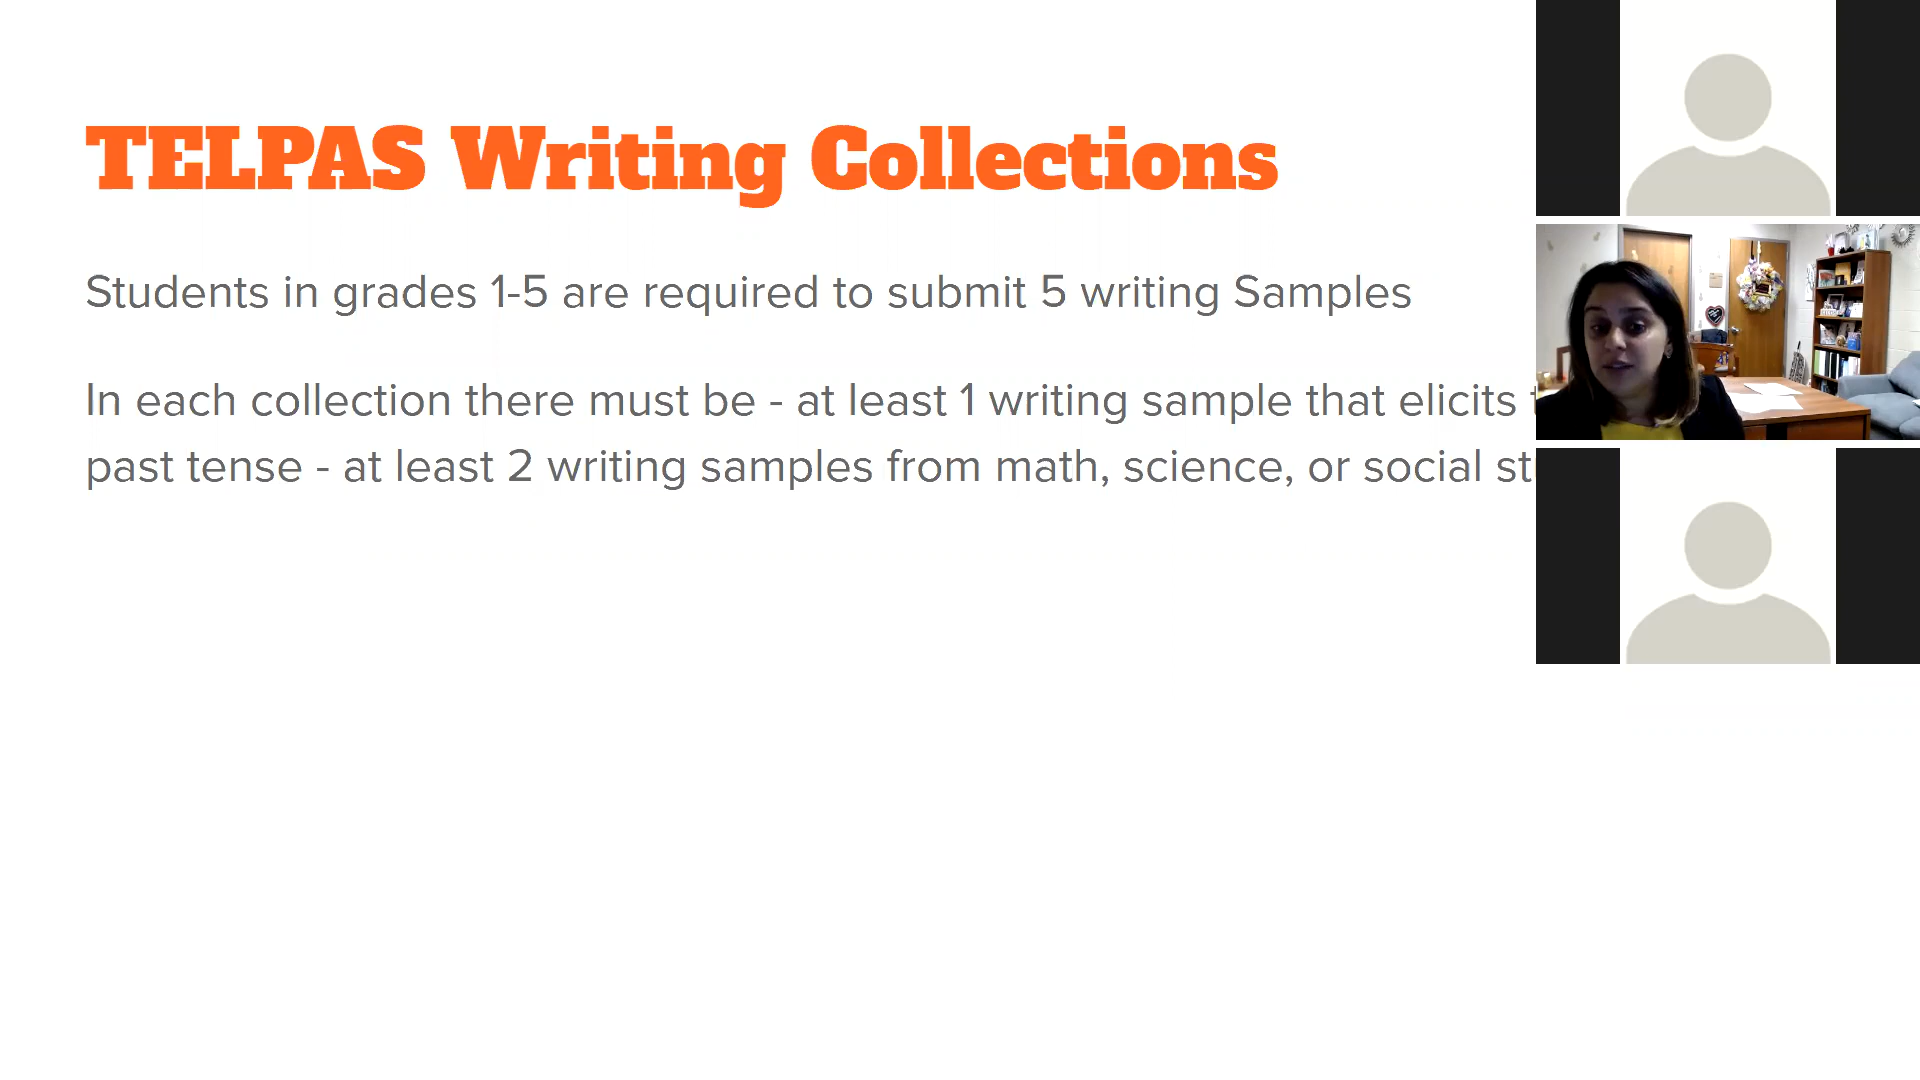 TELPAS Writing Collections
Students in grades 1-5 are required to submit 5 writing Samples
In each collection there must be - at least 1 writing sample that elicits
past tense - at least 2 writing samples from math, science, or social